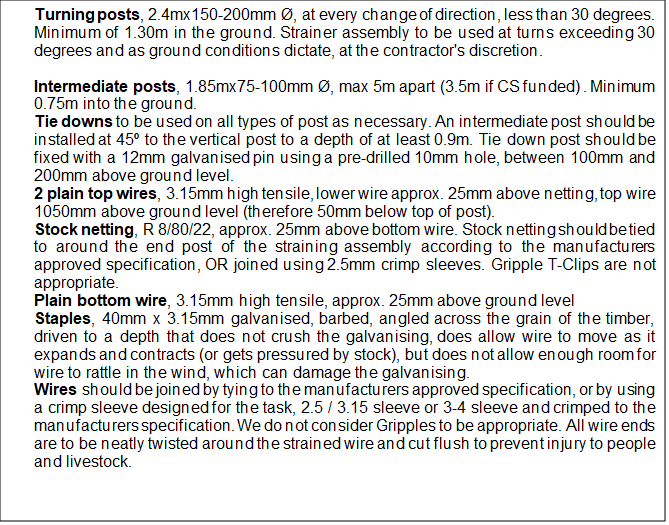 Turning posts, 2.4mx150-200mm Ø, at every change of direction, less than 30 degrees.
Minimum of 1.30m in the ground. Strainer assembly to be used at turns exceeding 30
degrees and as ground conditions dictate, at the contractor's discretion.
Intermediate posts, 1.85mx75-100mm Ø, max 5m apart (3.5m if CS funded). Minimum
0.75m into the ground.
Tie downs to be used on all types of post as necessary. An intermediate post should be
installed at 45º to the vertical post to a depth of at least 0.9m. Tie down post should be
fixed with a 12mm galvanised pin using a pre-drilled 10mm hole, between 100mm and
200mm above ground level.
2 plain top wires, 3.15mm high tensile, lower wire approx. 25mm above netting, top wire
1050mm above ground level (therefore 50mm below top of post).
Stock netting, R 8/80/22, approx. 25mm above bottom wire. Stock netting should be tied
to around the end post of the straining assembly according to the manufacturers
approved specification, OR joined using 2.5mm crimp sleeves. Gripple T-Clips are not
appropriate.
Plain bottom wire, 3.15mm high tensile, approx. 25mm above ground level
Staples, 40mm x 3.15mm galvanised, barbed, angled across the grain of the timber,
driven to a depth that does not crush the galvanising, does allow wire to move as it
expands and contracts (or gets pressured by stock), but does not allow enough room for
wire to rattle in the wind, which can damage the galvanising.
Wires should be joined by tying to the manufacturers approved specification, or by using
a crimp sleeve designed for the task, 2.5 / 3.15 sleeve or 3-4 sleeve and crimped to the
manufacturers specification. We do not consider Gripples to be appropriate. All wire ends
are to be neatly twisted around the strained wire and cut flush to prevent injury to people
and livestock.